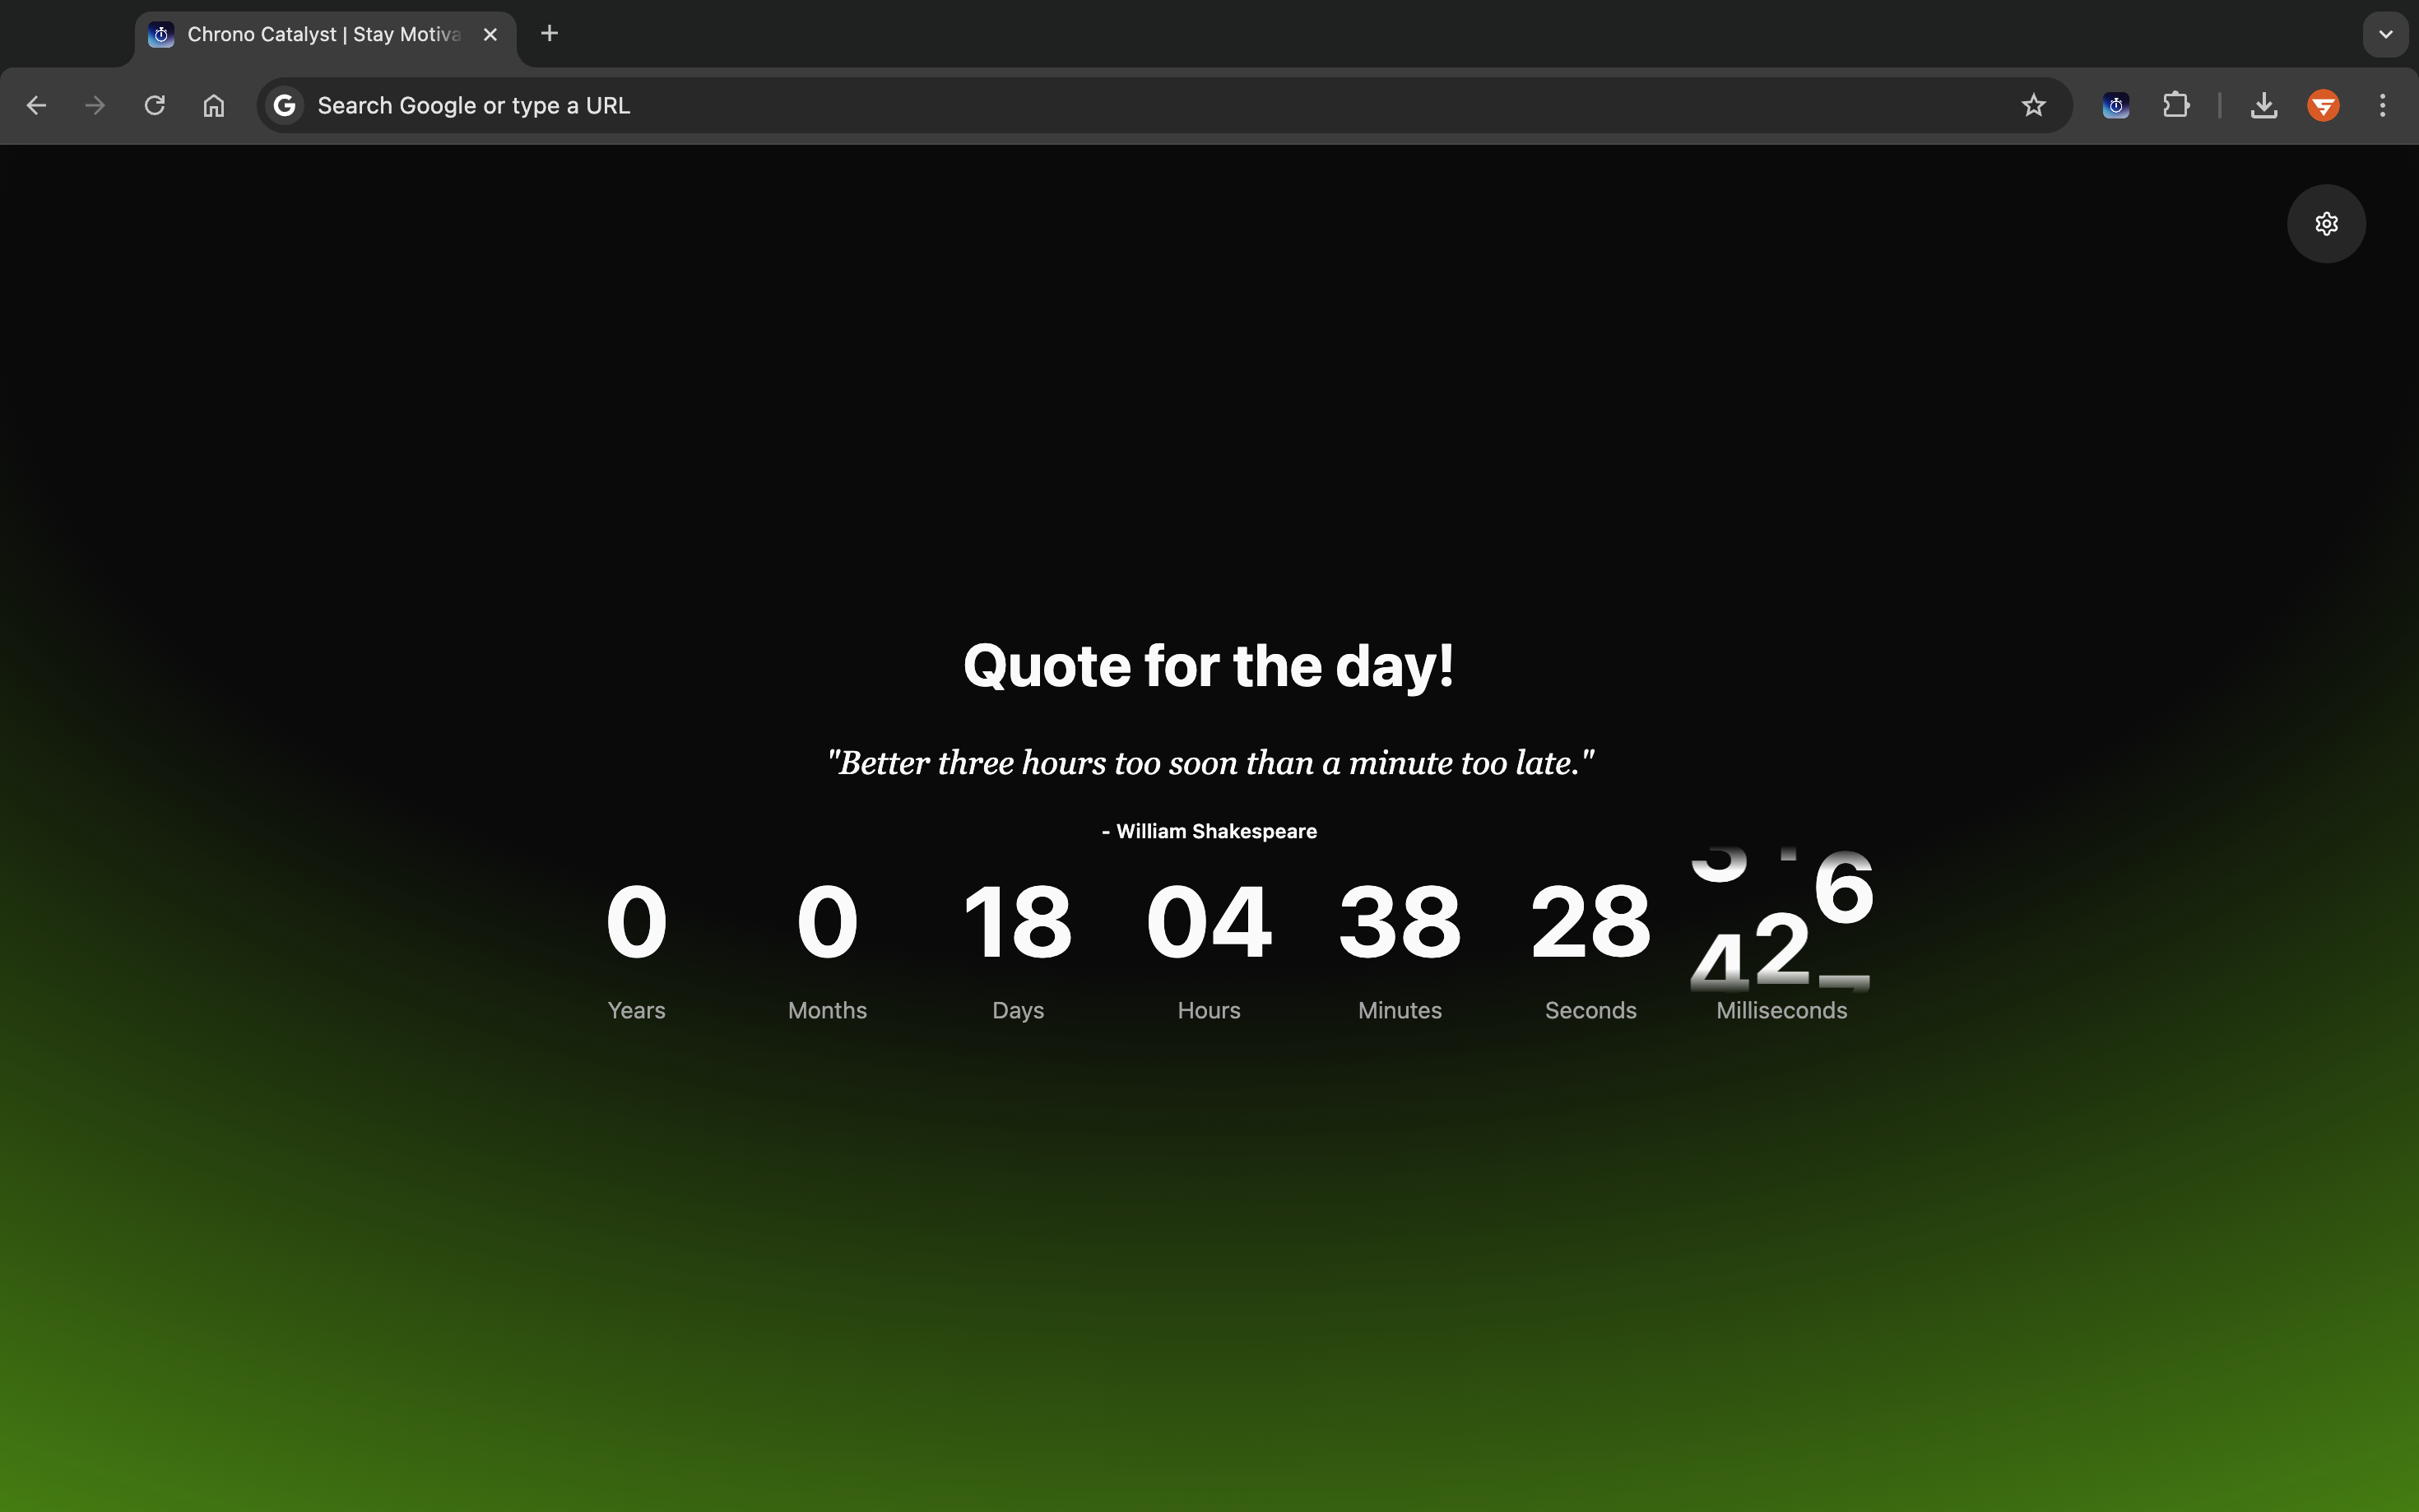 Chrono Catalyst | Stay Motiva
Search Google or type a URL
Quote for the day!
"Better three hours too soon than a minute too late."
- William Shakespeare
0 0 18 04 38 28
Years Months Days Hours Minutes Seconds Milliseconds